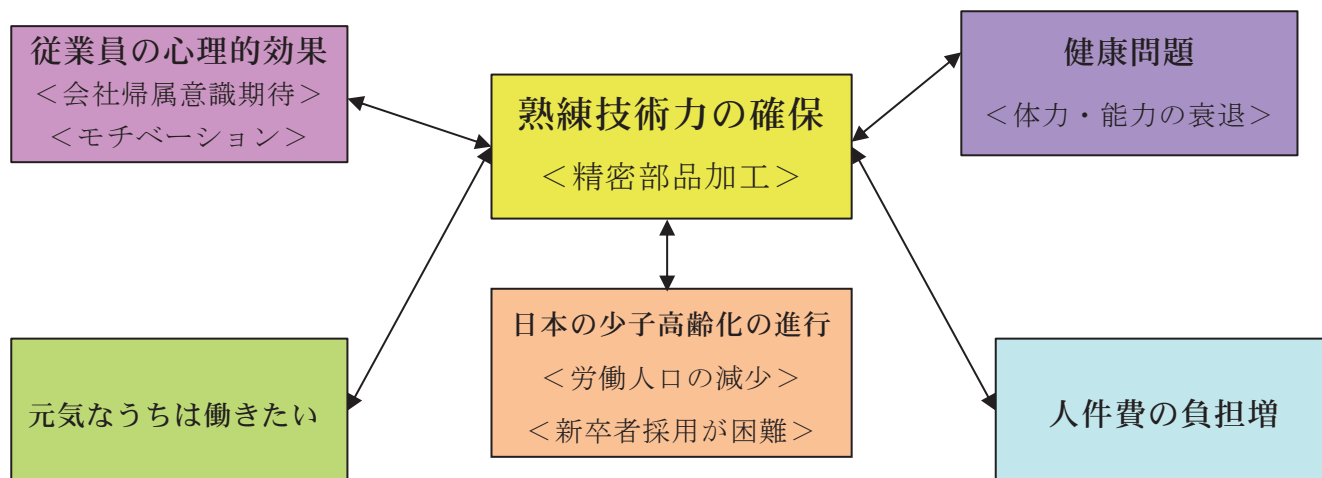 従業員の心理的効果
＜会社帰属意識期待＞
＜モチベーション＞
熟練技術力の確保
＜精密部品加工＞
健康問題
＜体力・能力の衰退＞
元気なうちは働きたい
日本の少子高齢化の進行
＜労働人口の減少＞
＜新卒者採用が困難＞
人件費の負担増